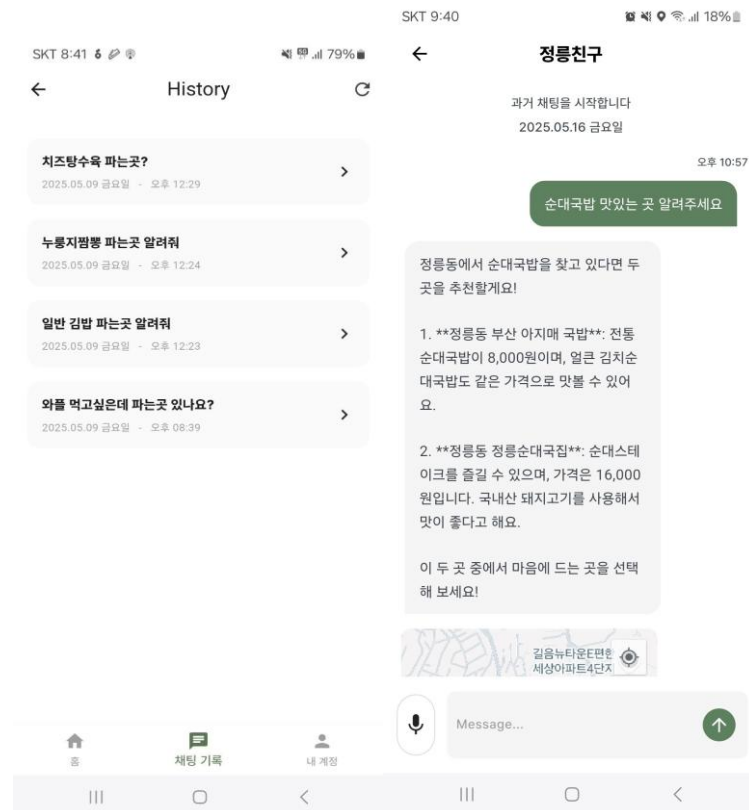 SKT 8:41
79%
History
치즈탕수육 파는곳?
2025.05.09 금요일 - 오후 12:29
누룽지짬뽕 파는곳 알려줘
2025.05.09 금요일 - 오후 12:24
일반 김밥 파는곳 알려줘
2025.05.09 금요일 - 오후 12:23
와플 먹고싶은데 파는곳 있나요?
2025.05.09 금요일 - 오후 08:39
홈
채팅 기록
내 계정
SKT 9:40
18%
정릉친구
과거 채팅을 시작합니다
2025.05.16 금요일
오후 10:57
순대국밥 맛있는 곳 알려주세요
정릉동에서 순대국밥을 찾고 있다면 두
곳을 추천할게요!
1. **정릉동 부산 아지매 국밥**: 전통
순대국밥이 8,000원이며, 얼큰 김치순
대국밥도 같은 가격으로 맛볼 수 있어
요.
2. **정릉동 정릉순대국집**: 순대스테
이크를 즐길 수 있으며, 가격은 16,000
원입니다. 국내산 돼지고기를 사용해서
맛이 좋다고 해요.
이 두 곳 중에서 마음에 드는 곳을 선택
해 보세요!
길음뉴타운E편한
세상아파트4단지
Message...